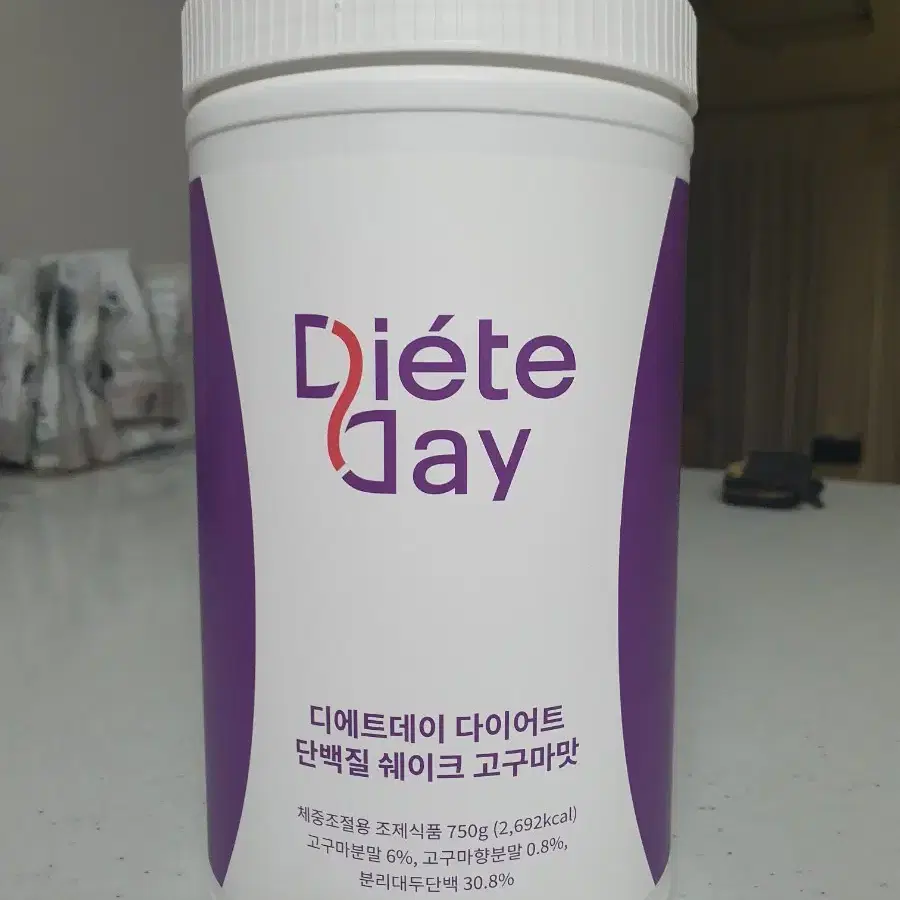 Diéte
Day
디에트데이 다이어트
단백질 쉐이크 고구마맛
체중조절용 조제식품 750g (2,692kcal)
고구마분말 6%, 고구마향분말 0.8%,
분리대두단백 30.8%